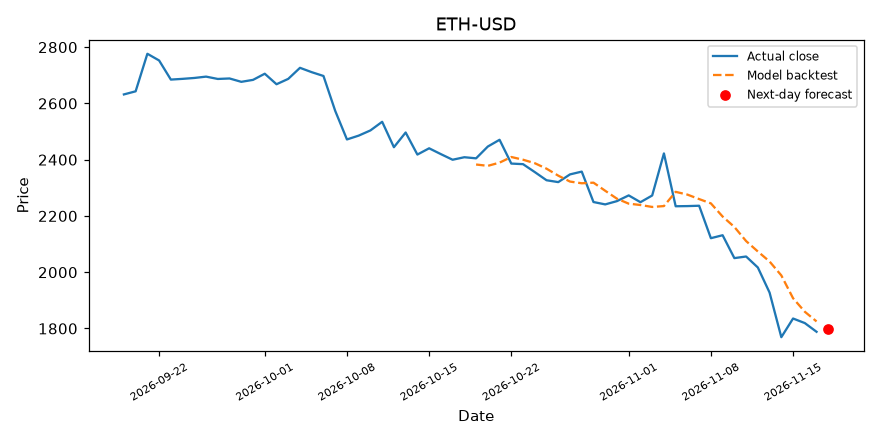 ETH-USD
Actual close
Model backtest
Next-day forecast
2800
2600
2400
2200
2000
1800
Price
2026-09-22
2026-10-01
2026-10-08
2026-10-15
2026-10-22
2026-11-01
2026-11-08
2026-11-15
Date